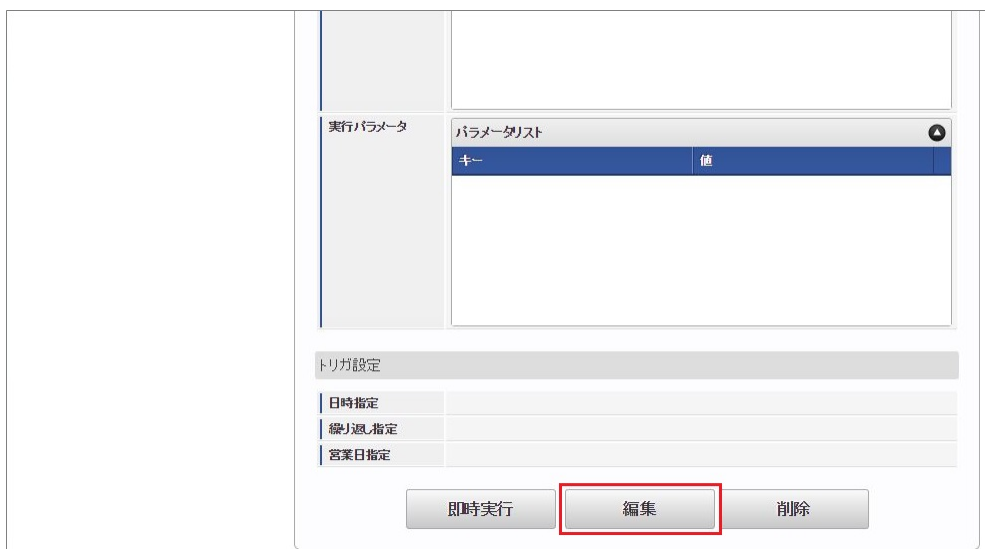 実行パラメータ
パラメータリスト
キー 値
トリガ設定
日時指定
繰り返し指定
営業日指定
即時実行 編集 削除